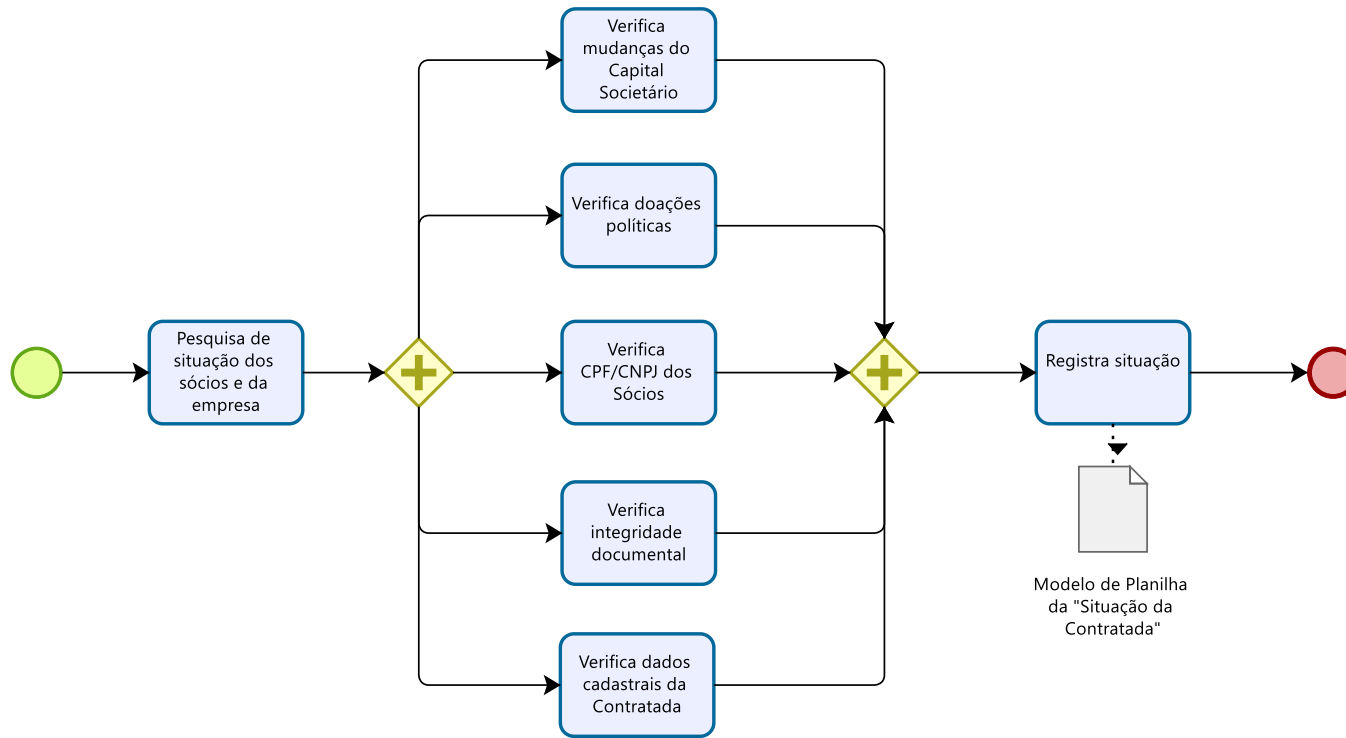 Verifica
mudanças do
Capital
Societário
Verifica doações
políticas
Pesquisa de
situação dos
sócios e da
empresa
Verifica
CPF/CNPJ dos
Sócios
Registra situação
Verifica
integridade
documental
Modelo de Planilha
da "Situação da
Contratada"
Verifica dados
cadastrais da
Contratada